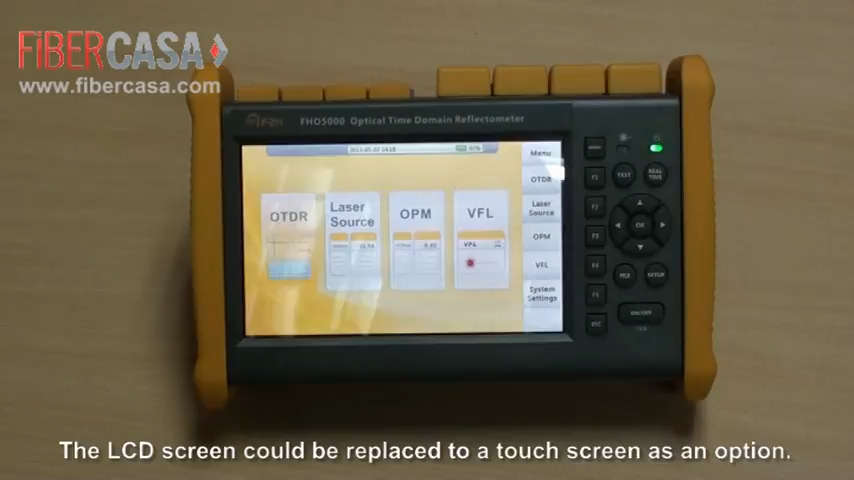 FiBERCASA
www.fibercasa.com
FHO5000 Optical Time Domain Reflectometer
Menu
OTDR
Laser
Source
OPM
VFL
System
Settings
OTDR
Laser
Source
OPM
VFL
VFL
F1
F2
F3
F4
F5
ESC
TEST
REAL
TIME
OK
FILE
SETUP
ON/OFF
The LCD screen could be replaced to a touch screen as an option.